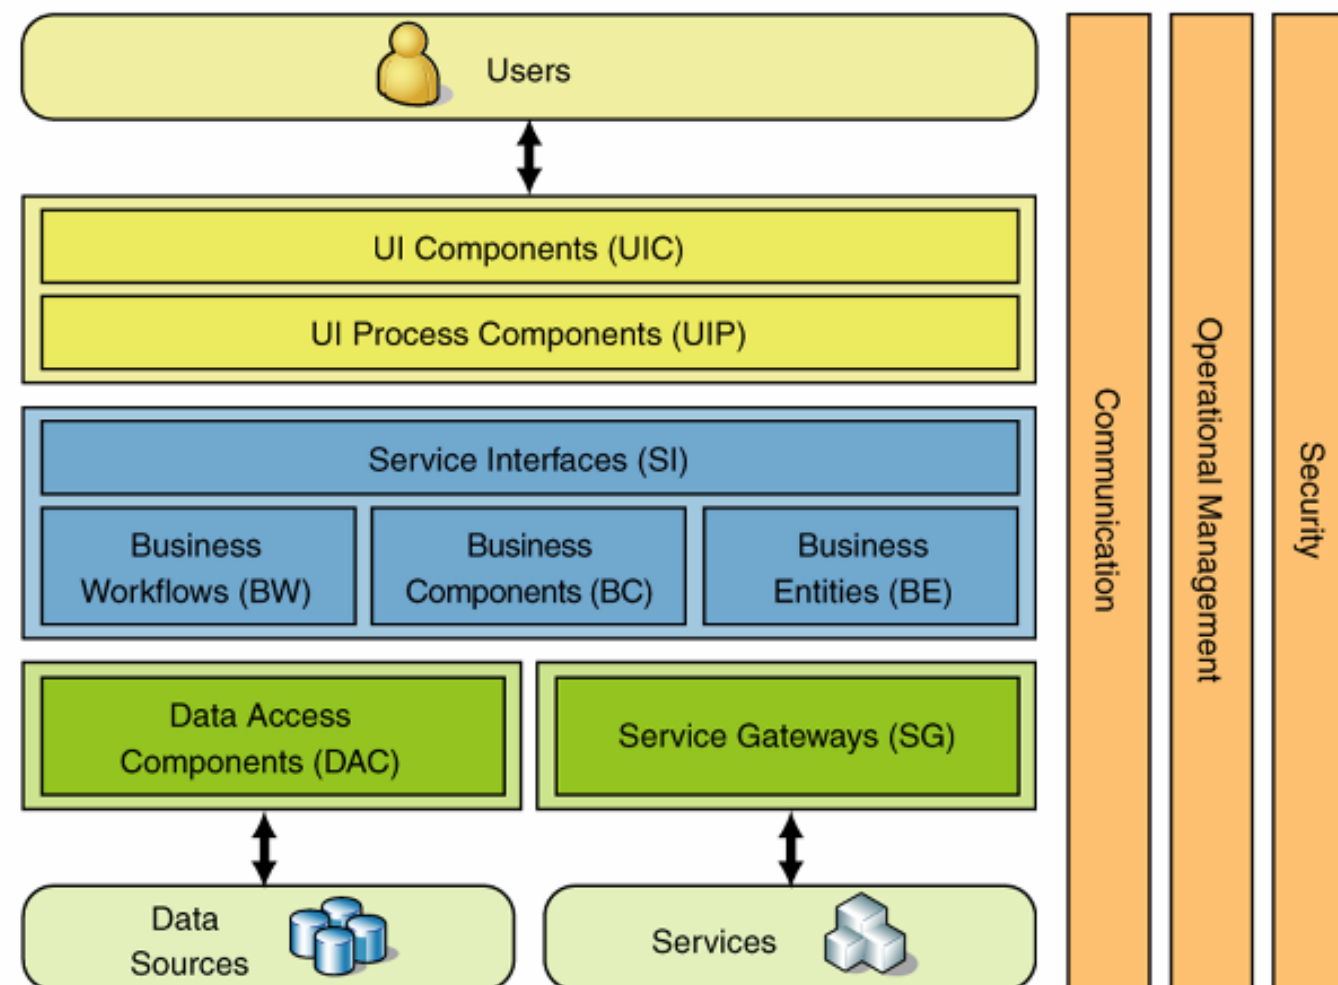 Users
UI Components (UIC)
UI Process Components (UIP)
Service Interfaces (SI)
Business
Workflows (BW)
Business
Components (BC)
Business
Entities (BE)
Data Access
Components (DAC)
Service Gateways (SG)
Data
Sources
Services
Communication
Operational Management
Security